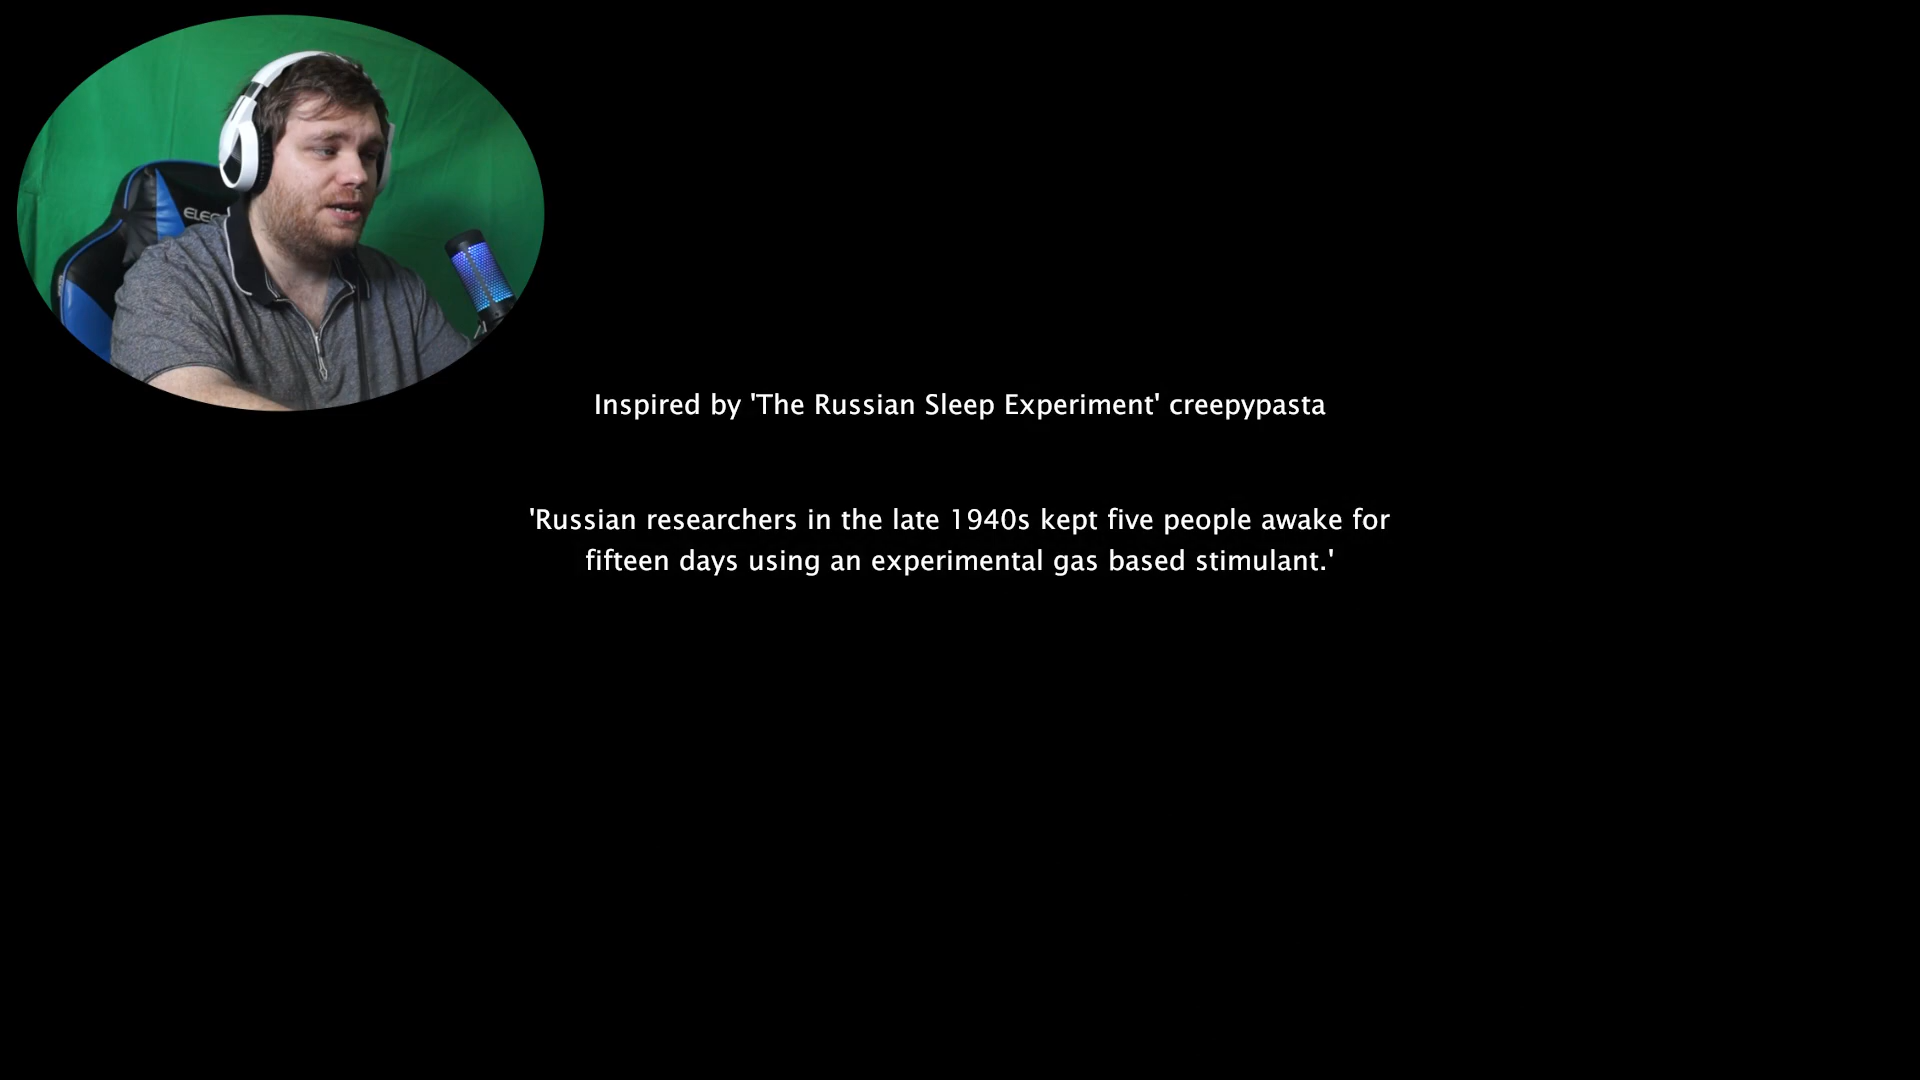 Inspired by 'The Russian Sleep Experiment' creepypasta
'Russian researchers in the late 1940s kept five people awake for
fifteen days using an experimental gas based stimulant.'